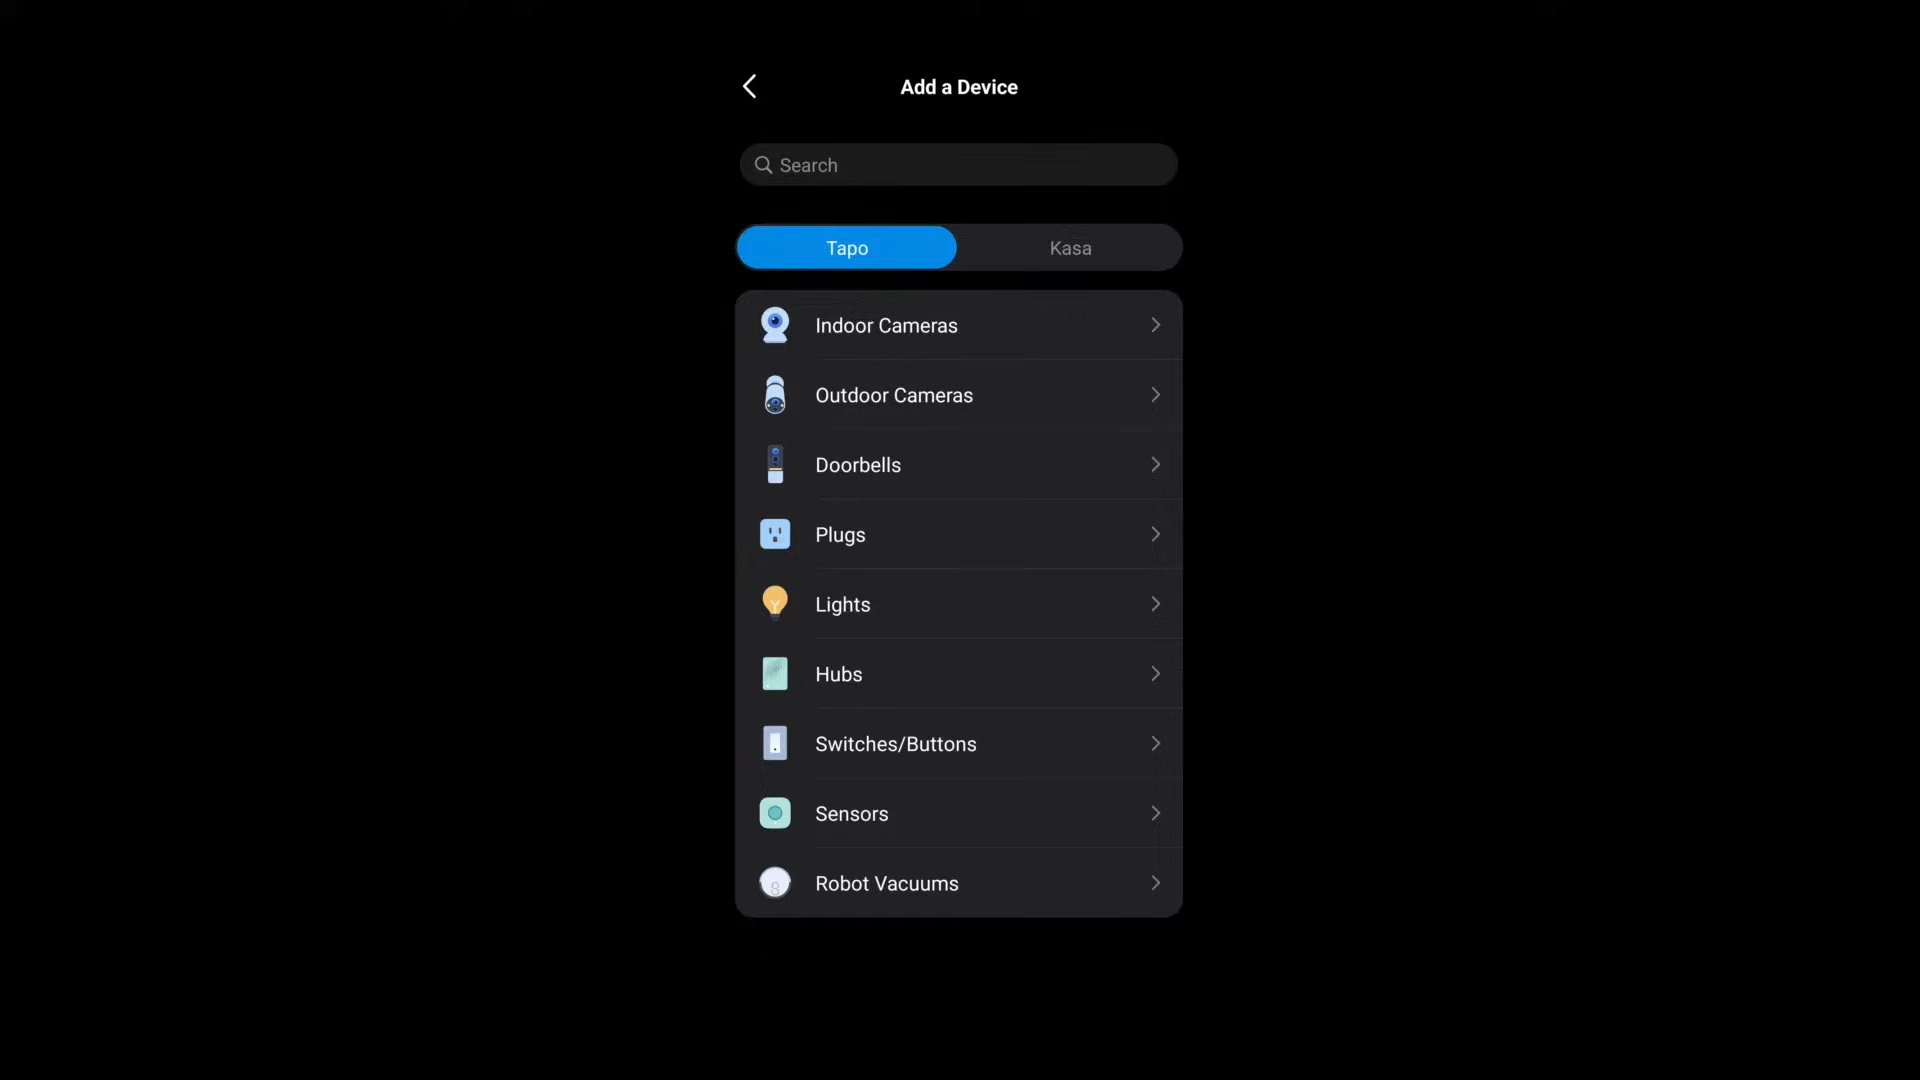 Add a Device
Search
Tapo
Kasa
Indoor Cameras
Outdoor Cameras
Doorbells
Plugs
Lights
Hubs
Switches/Buttons
Sensors
Robot Vacuums